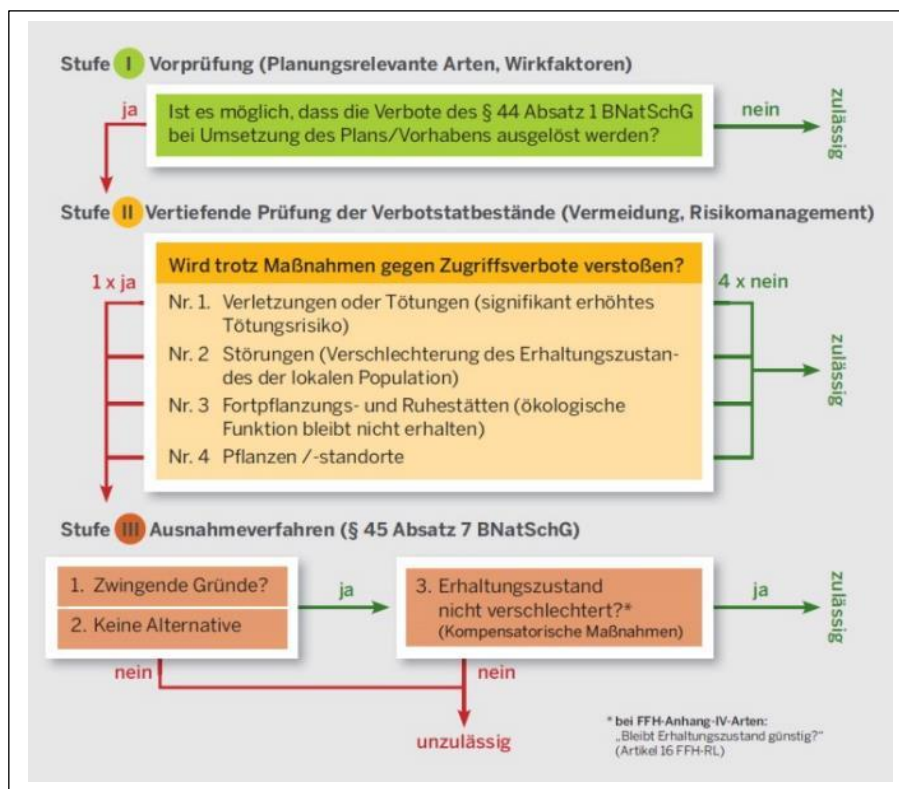 Stufe I Vorprüfung (Planungsrelevante Arten, Wirkfaktoren)
ja
Ist es möglich, dass die Verbote des § 44 Absatz 1 BNatSchG
bei Umsetzung des Plans/Vorhabens ausgelöst werden?
nein
zulässig
Stufe II Vertiefende Prüfung der Verbotstatbestände (Vermeidung, Risikomanagement)
1 x ja
Wird trotz Maßnahmen gegen Zugriffsverbote verstoßen?
4 x nein
Nr. 1. Verletzungen oder Tötungen (signifikant erhöhtes
Tötungsrisiko)
Nr. 2 Störungen (Verschlechterung des Erhaltungszustan-
des der lokalen Population)
Nr. 3 Fortpflanzungs- und Ruhestätten (ökologische
Funktion bleibt nicht erhalten)
Nr. 4 Pflanzen /-standorte
zulässig
Stufe III Ausnahmeverfahren (§ 45 Absatz 7 BNatSchG)
1. Zwingende Gründe?
2. Keine Alternative
ja
3. Erhaltungszustand
nicht verschlechtert?*
(Kompensatorische Maßnahmen)
ja
zulässig
nein
nein
unzulässig
* bei FFH-Anhang-IV-Arten:
„Bleibt Erhaltungszustand günstig?“
(Artikel 16 FFH-RL)